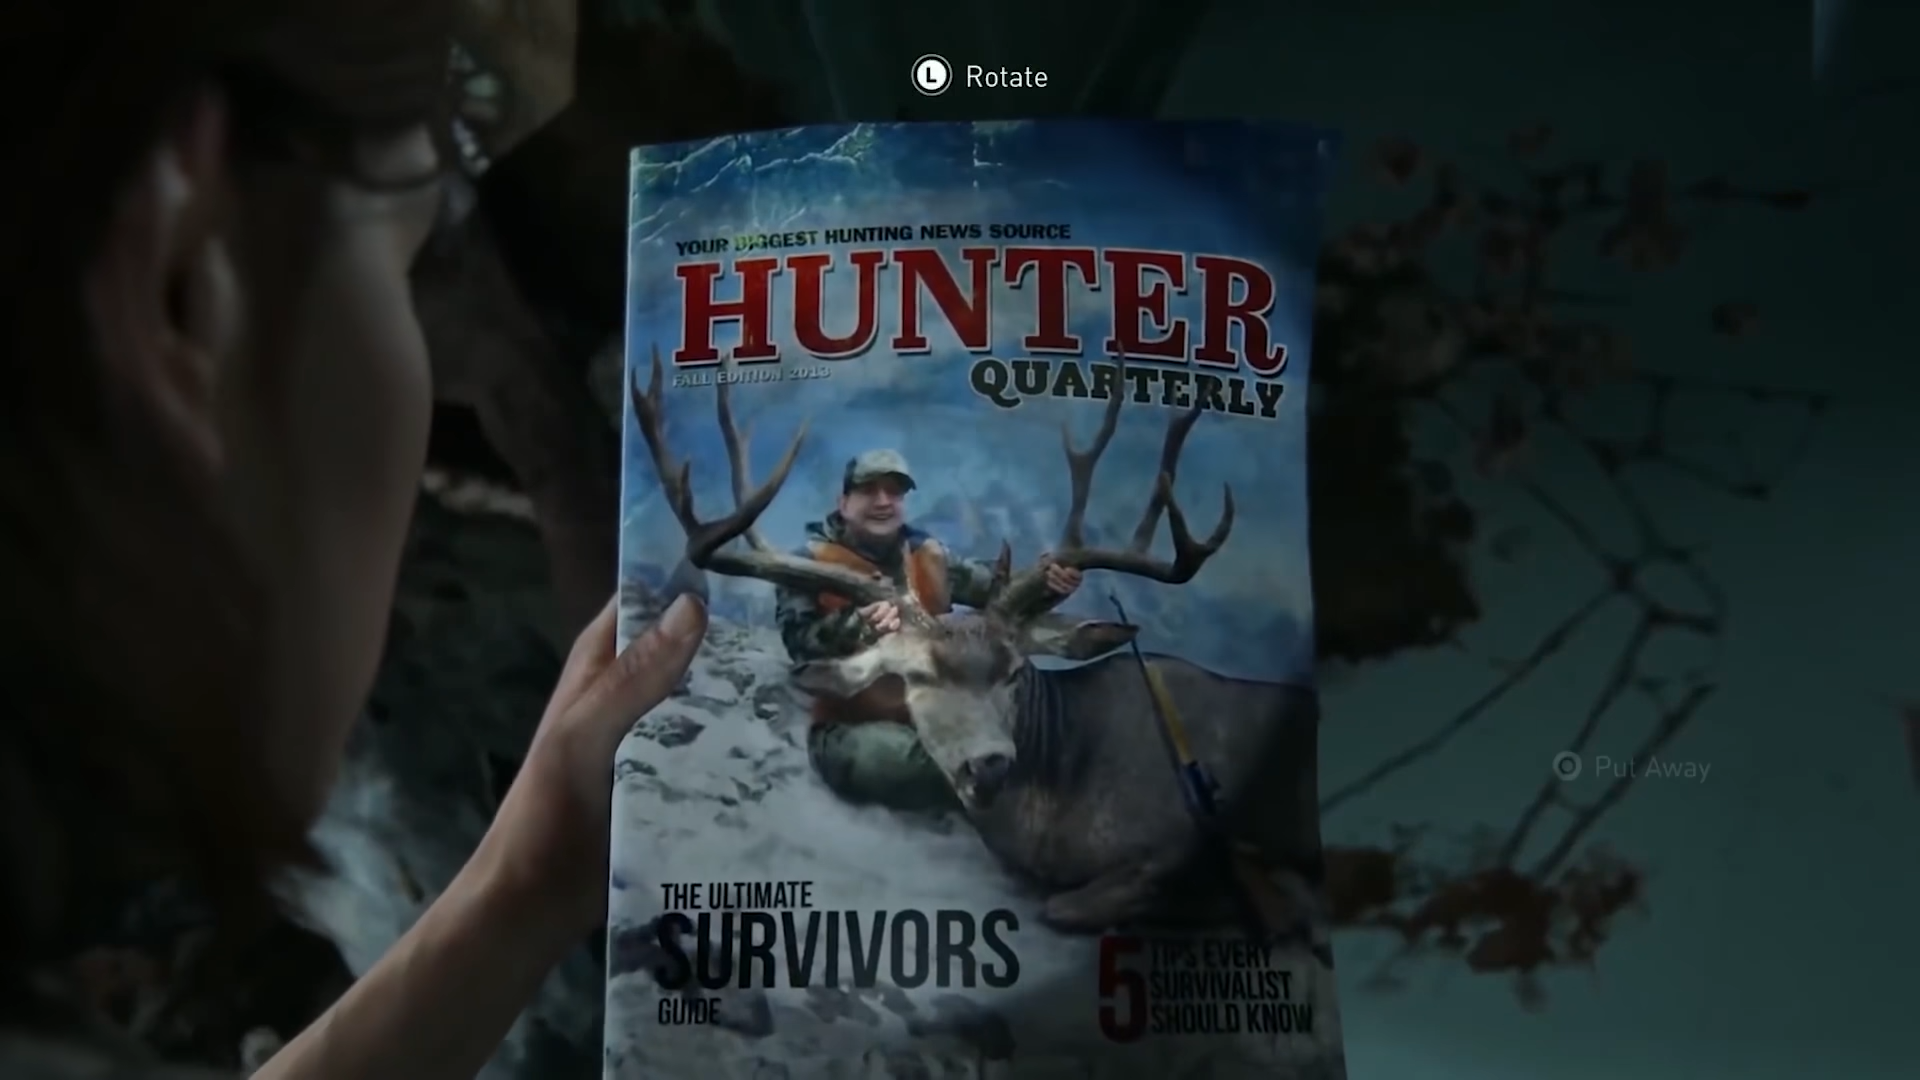 L Rotate
YOUR BIGGEST HUNTING NEWS SOURCE
HUNTER
FALL EDITION 2013
QUARTERLY
Put Away
THE ULTIMATE
SURVIVORS
GUIDE
5 TIPS EVERY
SURVIVALIST
SHOULD KNOW